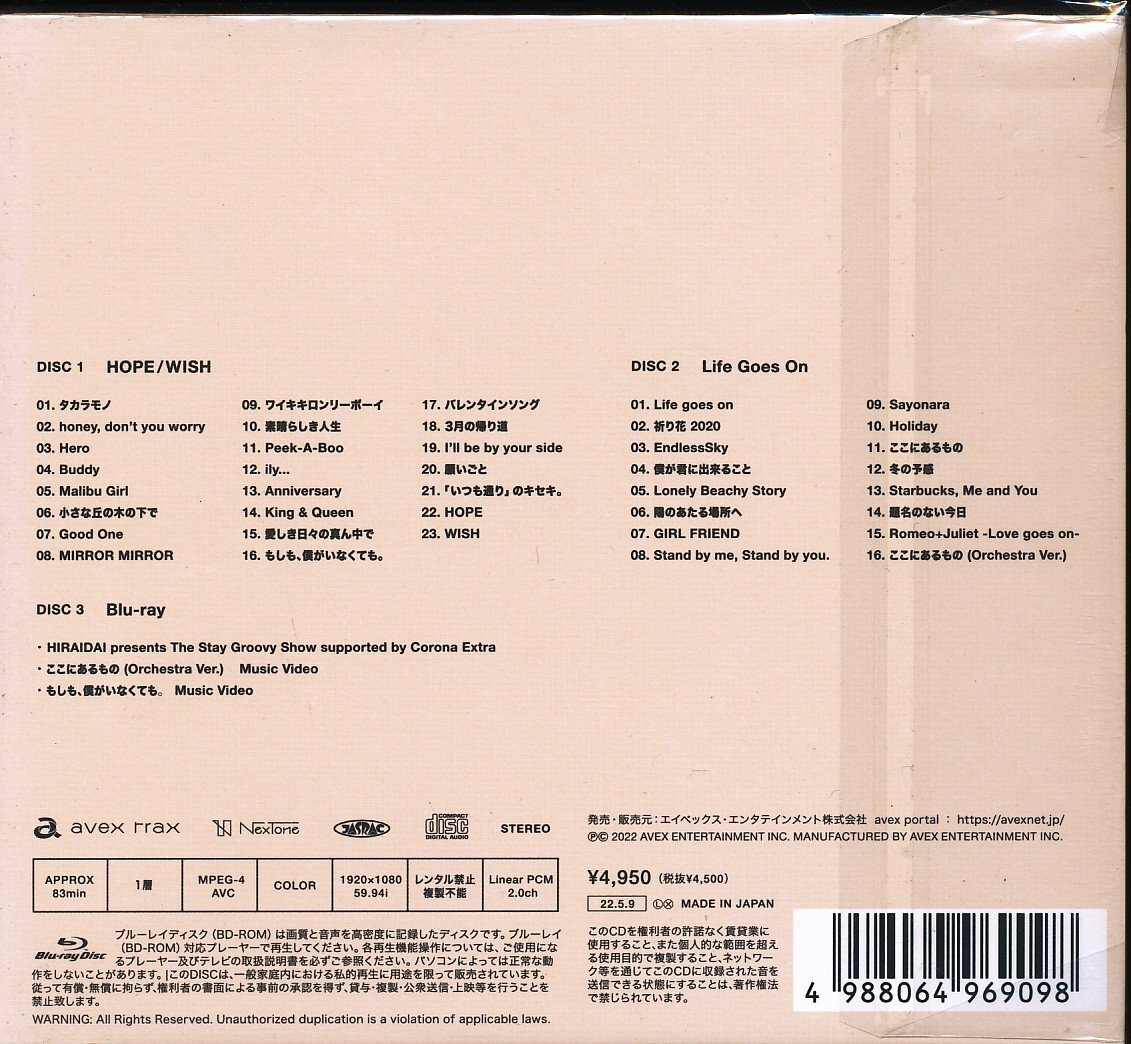 DISC 1 HOPE/WISH
01. タカラモノ
02. honey, don't you worry
03. Hero
04. Buddy
05. Malibu Girl
06. 小さな丘の木の下で
07. Good One
08. MIRROR MIRROR
09. ワイキキロンリーボーイ
10. 素晴らしき人生
11. Peek-A-Boo
12. ily...
13. Anniversary
14. King & Queen
15. 愛しき日々の真ん中で
16. もしも、僕がいなくても。
17. バレンタインソング
18. 3月の帰り道
19. I'll be by your side
20. 願いごと
21. 「いつも通り」のキセキ。
22. HOPE
23. WISH
DISC 2 Life Goes On
01. Life goes on
02. 祈り花 2020
03. EndlessSky
04. 僕が君に出来ること
05. Lonely Beachy Story
06. 陽のあたる場所へ
07. GIRL FRIEND
08. Stand by me, Stand by you.
09. Sayonara
10. Holiday
11. ここにあるもの
12. 冬の予感
13. Starbucks, Me and You
14. 題名のない今日
15. Romeo+Juliet -Love goes on-
16. ここにあるもの (Orchestra Ver.)
DISC 3 Blu-ray
・HIRAIDAI presents The Stay Groovy Show supported by Corona Extra
・ここにあるもの (Orchestra Ver.) Music Video
・もしも、僕がいなくても。 Music Video
a avex trax
NexTone
JASRAC
COMPACT disc DIGITAL AUDIO
STEREO
APPROX 83min
1層
MPEG-4 AVC
COLOR
1920×1080 59.94i
レンタル禁止 複製不能
Linear PCM 2.0ch
Blu-ray Disc
ブルーレイディスク (BD-ROM) は画質と音声を高密度に記録したディスクです。ブルーレイ
(BD-ROM) 対応プレーヤーで再生してください。各再生機能操作については、ご使用にな
るプレーヤー及びテレビの取扱説明書を必ずご参照ください。パソコンによっては正常な動
作をしないことがあります。|このDISCは、一般家庭内における私的再生に用途を限って販売されています。
従って有償・無償に拘らず、権利者の書面による事前の承認を得ず、貸与・複製・公衆送信・上映等を行うことを
禁止致します。
WARNING: All Rights Reserved. Unauthorized duplication is a violation of applicable laws.
発売・販売元：エイベックス・エンタテインメント株式会社 avex portal : https://avexnet.jp/
ⓅⒸ 2022 AVEX ENTERTAINMENT INC. MANUFACTURED BY AVEX ENTERTAINMENT INC.
¥4,950 (税抜¥4,500)
22.5.9 Ⓛⓧ MADE IN JAPAN
このCDを権利者の許諾なく賃貸業に
使用すること、また個人的な範囲を超え
る使用目的で複製すること、ネットワー
ク等を通じてこのCDに収録された音を
送信できる状態にすることは、著作権法
で禁じられています。
4 988064 969098